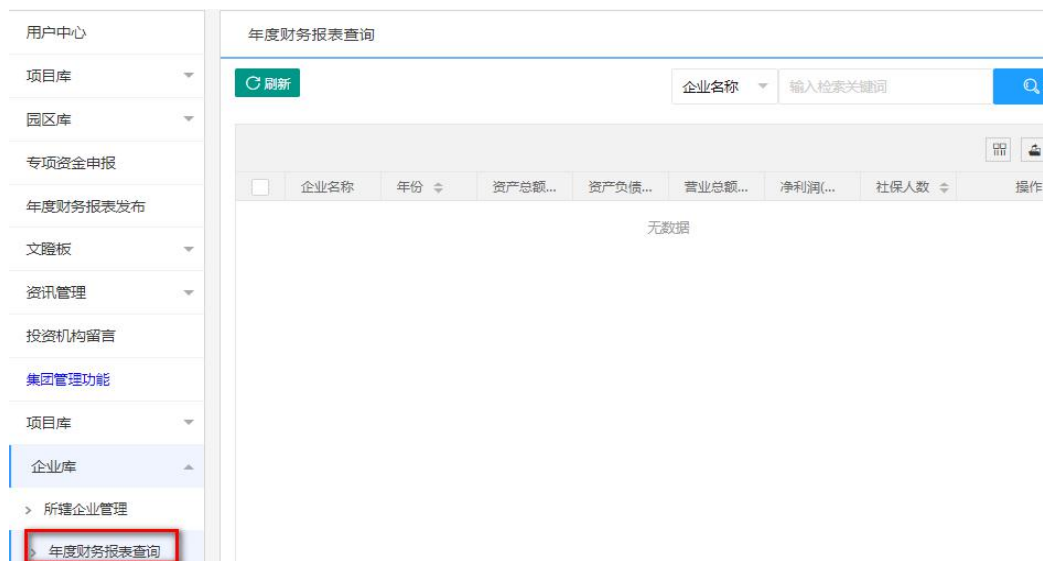 用户中心
项目库
园区库
专项资金申报
年度财务报表发布
文瞪板
资讯管理
投资机构留言
集团管理功能
项目库
企业库
> 所辖企业管理
> 年度财务报表查询
年度财务报表查询
刷新
企业名称 输入检索关键词
企业名称 年份 资产总额... 资产负债... 营业总额... 净利润(... 社保人数 操作
无数据